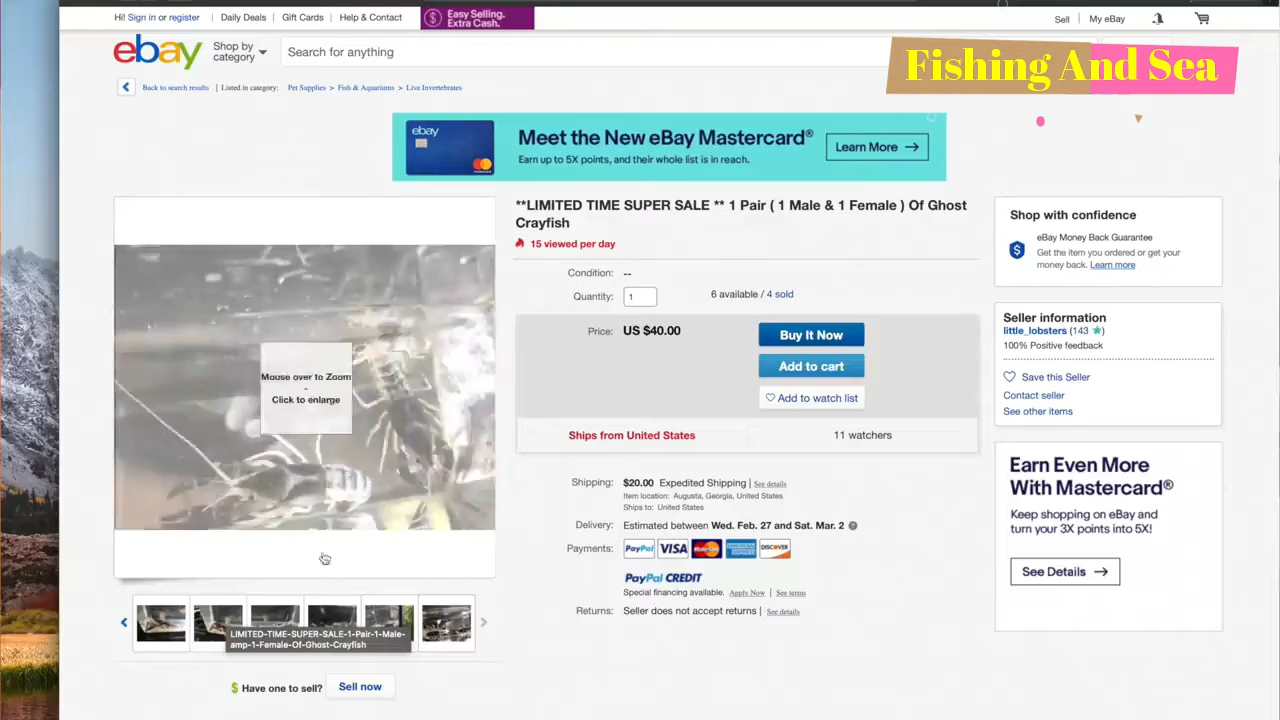 Hi! Sign in or register
Daily Deals
Gift Cards
Help & Contact
Easy Selling.
Extra Cash.
Sell
My eBay
ebay
Shop by
category
Search for anything
Fishing And Sea
Back to search results
Listed in category:
Pet Supplies > Fish & Aquariums > Live Invertebrates
ebay
Meet the New eBay Mastercard®
Earn up to 5X points, and their whole list is in reach.
Learn More →
**LIMITED TIME SUPER SALE ** 1 Pair ( 1 Male & 1 Female ) Of Ghost
Crayfish
15 viewed per day
Condition: --
Quantity: 1
6 available / 4 sold
Price: US $40.00
Buy It Now
Add to cart
Add to watch list
Ships from United States
11 watchers
Shipping: $20.00 Expedited Shipping | See details
Item location: Augusta, Georgia, United States
Ships to: United States
Delivery: Estimated between Wed. Feb. 27 and Sat. Mar. 2
Payments: PayPal VISA MasterCard AMERICAN EXPRESS DISCOVER
PayPal CREDIT
Special financing available. Apply Now | See terms
Returns: Seller does not accept returns | See details
Mouse over to Zoom
-
Click to enlarge
LIMITED-TIME-SUPER-SALE-1-Pair-1-Male-
amp-1-Female-Of-Ghost-Crayfish
$ Have one to sell? Sell now
Shop with confidence
eBay Money Back Guarantee
Get the item you ordered or get your
money back. Learn more
Seller information
little_lobsters (143 ★)
100% Positive feedback
Save this Seller
Contact seller
See other items
Earn Even More
With Mastercard®
Keep shopping on eBay and
turn your 3X points into 5X!
See Details →